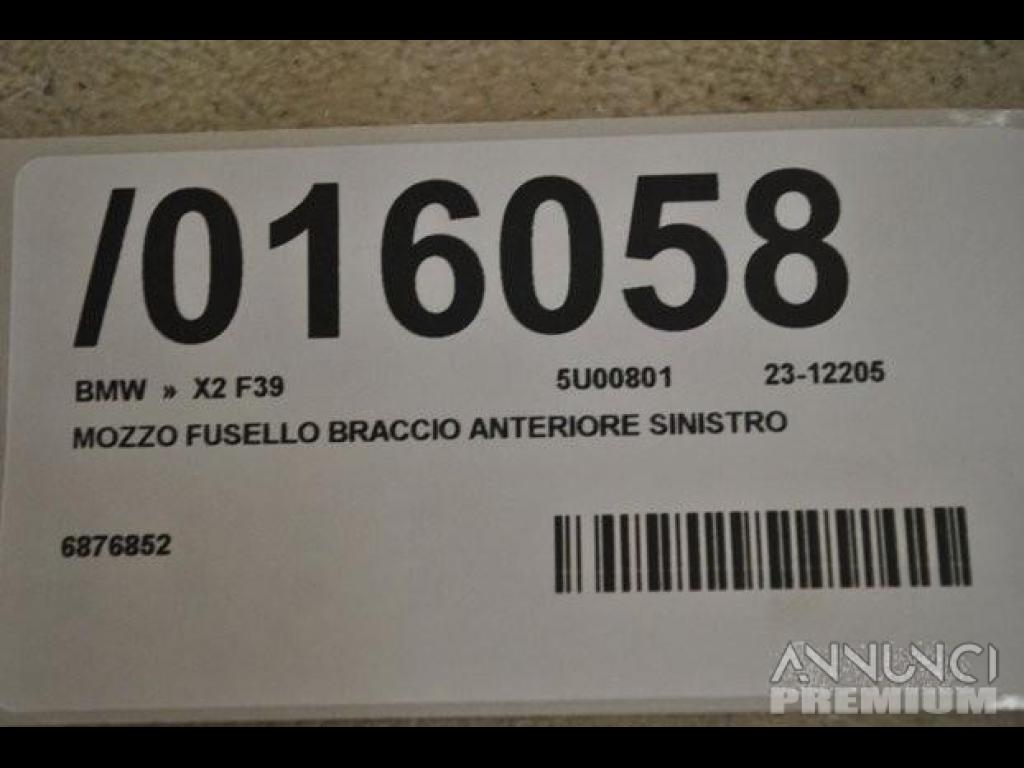 /016058
BMW » X2 F39 5U00801 23-12205
MOZZO FUSELLO BRACCIO ANTERIORE SINISTRO
6876852
ANNUNCI
PREMIUM